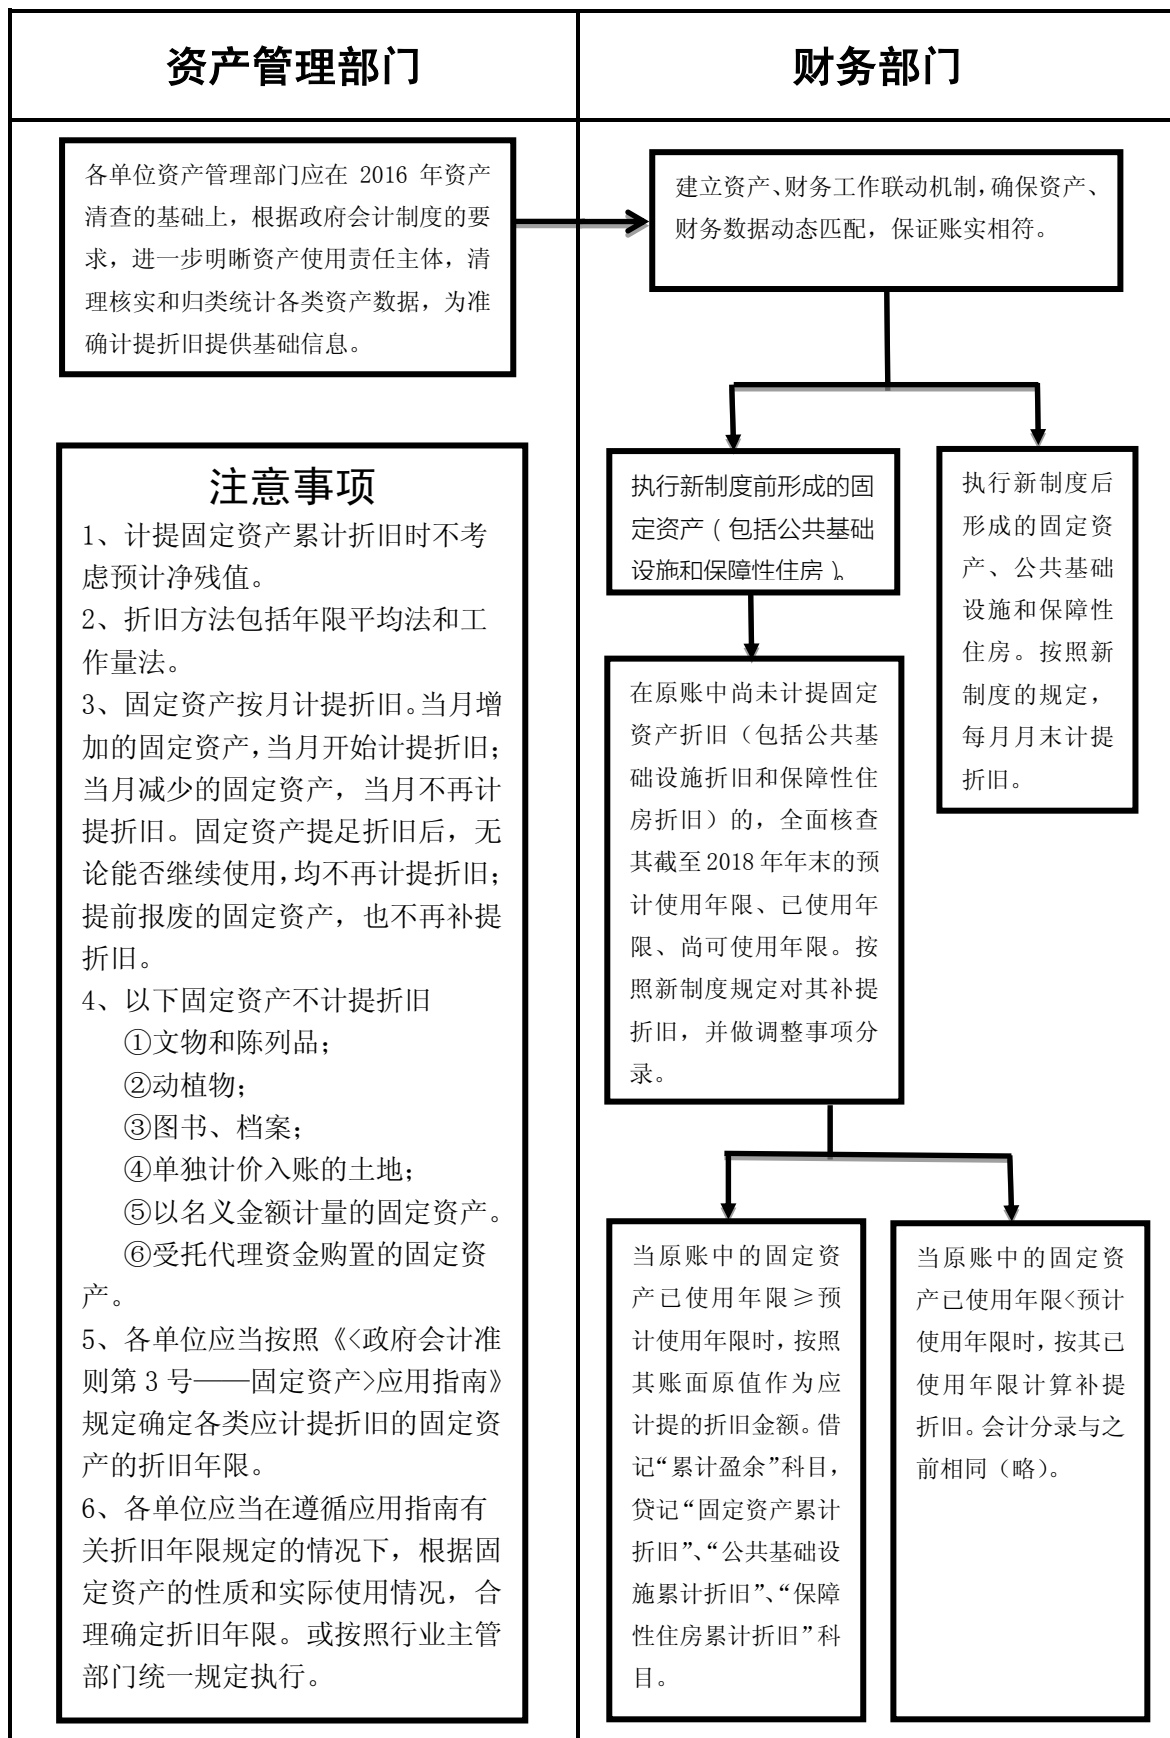 资产管理部门
财务部门
各单位资产管理部门应在 2016 年资产
清查的基础上，根据政府会计制度的要
求，进一步明晰资产使用责任主体，清
理核实和归类统计各类资产数据，为准
确计提折旧提供基础信息。
建立资产、财务工作联动机制，确保资产、
财务数据动态匹配，保证账实相符。
注意事项
1、计提固定资产累计折旧时不考
虑预计净残值。
2、折旧方法包括年限平均法和工
作量法。
3、固定资产按月计提折旧。当月增
加的固定资产，当月开始计提折旧；
当月减少的固定资产，当月不再计
提折旧。固定资产提足折旧后，无
论能否继续使用，均不再计提折旧；
提前报废的固定资产，也不再补提
折旧。
4、以下固定资产不计提折旧
①文物和陈列品；
②动植物；
③图书、档案；
④单独计价入账的土地；
⑤以名义金额计量的固定资产。
⑥受托代理资金购置的固定资
产。
5、各单位应当按照《<政府会计准
则第 3 号——固定资产>应用指南》
规定确定各类应计提折旧的固定资
产的折旧年限。
6、各单位应当在遵循应用指南有
关折旧年限规定的情况下，根据固
定资产的性质和实际使用情况，合
理确定折旧年限。或按照行业主管
部门统一规定执行。
执行新制度前形成的固
定资产（包括公共基础
设施和保障性住房）。
执行新制度后
形成的固定资
产、公共基础
设施和保障性
住房。按照新
制度的规定，
每月月末计提
折旧。
在原账中尚未计提固定
资产折旧（包括公共基
础设施折旧和保障性住
房折旧）的，全面核查
其截至 2018 年年末的预
计使用年限、已使用年
限、尚可使用年限。按
照新制度规定对其补提
折旧，并做调整事项分
录。
当原账中的固定资
产已使用年限≥预
计使用年限时，按照
其账面原值作为应
计提的折旧金额。借
记“累计盈余”科目，
贷记“固定资产累计
折旧”、“公共基础设
施累计折旧”、“保障
性住房累计折旧”科
目。
当原账中的固定资
产已使用年限<预计
使用年限时，按其已
使用年限计算补提
折旧。会计分录与之
前相同（略）。